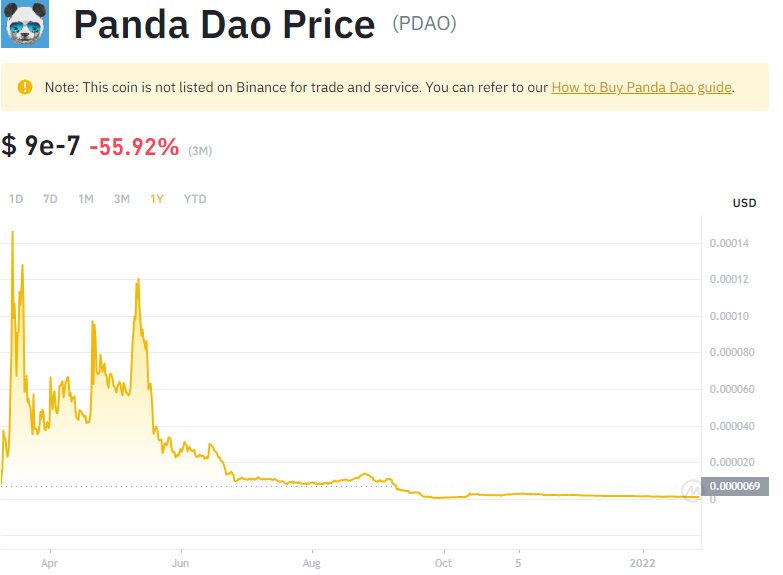 Panda Dao Price (PDAO)
Note: This coin is not listed on Binance for trade and service. You can refer to our How to Buy Panda Dao guide.
$ 9e-7 -55.92% (3M)
1D 7D 1M 3M 1Y YTD
USD
0.00014
0.00012
0.00010
0.000080
0.000060
0.000040
0.000020
0.0000069
0
Apr Jun Aug Oct 5 2022